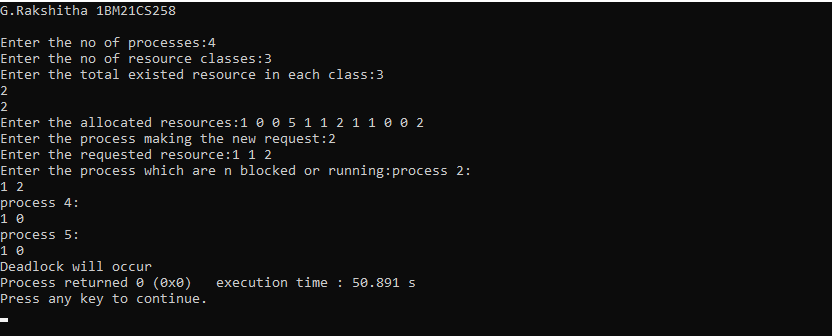 G.Rakshitha 1BM21CS258
Enter the no of processes:4
Enter the no of resource classes:3
Enter the total existed resource in each class:3
2
2
Enter the allocated resources:1 0 0 5 1 1 2 1 1 0 0 2
Enter the process making the new request:2
Enter the requested resource:1 1 2
Enter the process which are n blocked or running:process 2:
1 2
process 4:
1 0
process 5:
1 0
Deadlock will occur
Process returned 0 (0x0)   execution time : 50.891 s
Press any key to continue.